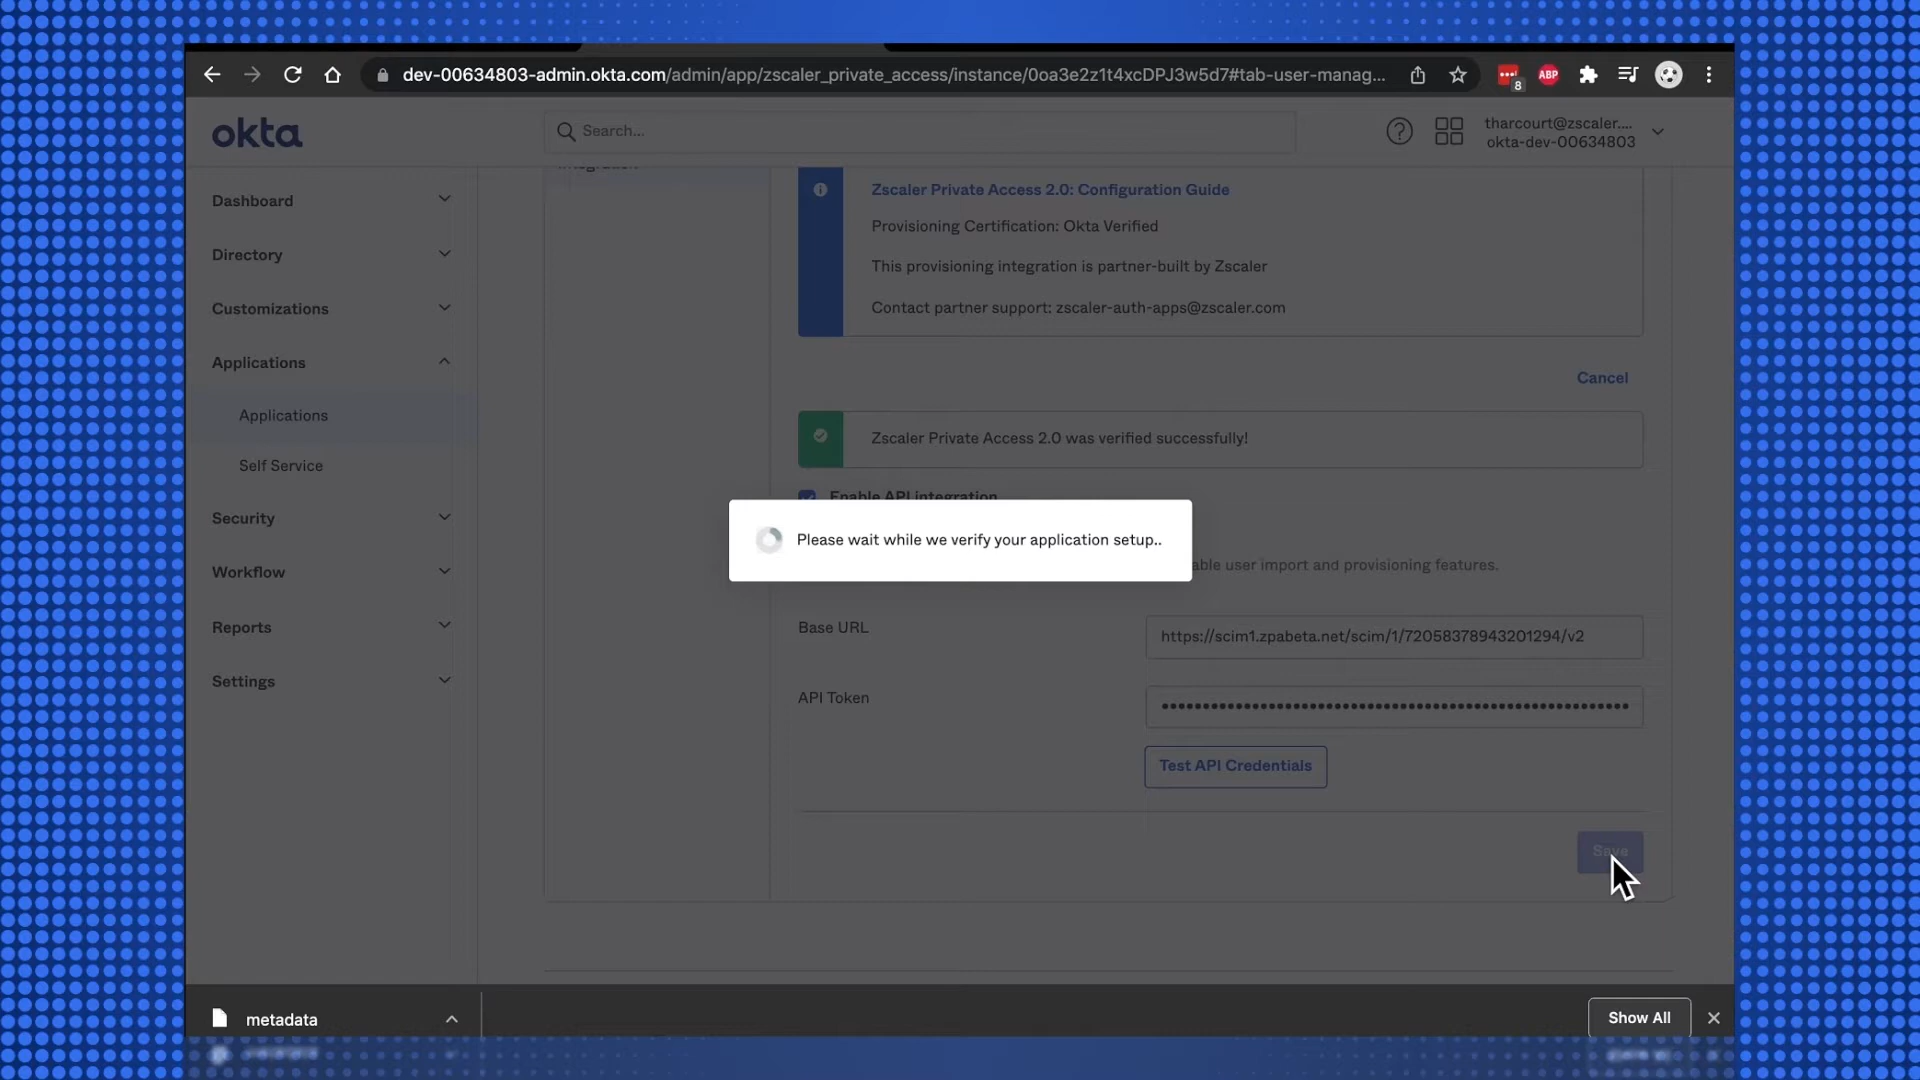 dev-00634803-admin.okta.com/admin/app/zscaler_private_access/instance/0oa3e2z1t4xcDPJ3w5d7#tab-user-manag...
8
ABP
okta
Search...
tharcourt@zscaler....
okta-dev-00634803
Integration
Dashboard
Directory
Customizations
Applications
Applications
Self Service
Security
Workflow
Reports
Settings
Zscaler Private Access 2.0: Configuration Guide
Provisioning Certification: Okta Verified
This provisioning integration is partner-built by Zscaler
Contact partner support: zscaler-auth-apps@zscaler.com
Cancel
Zscaler Private Access 2.0 was verified successfully!
Enable API integration
Please wait while we verify your application setup..
able user import and provisioning features.
Base URL
https://scim1.zpabeta.net/scim/1/72058378943201294/v2
API Token
Test API Credentials
Save
metadata
Show All